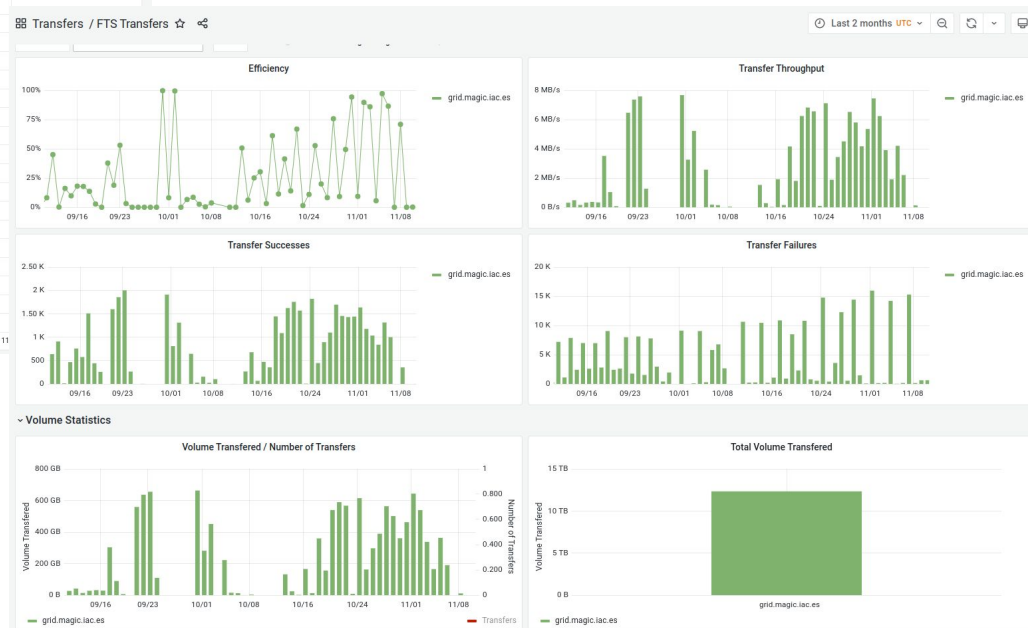 Transfers / FTS Transfers
Last 2 months UTC
Efficiency
100%
75%
50%
25%
0%
09/16 09/23 10/01 10/08 10/16 10/24 11/01 11/08
grid.magic.iac.es
Transfer Throughput
8 MB/s
6 MB/s
4 MB/s
2 MB/s
0 B/s
09/16 09/23 10/01 10/08 10/16 10/24 11/01 11/08
grid.magic.iac.es
Transfer Successes
2.50 K
2 K
1.50 K
1 K
500
0
09/16 09/23 10/01 10/08 10/16 10/24 11/01 11/08
grid.magic.iac.es
Transfer Failures
20 K
15 K
10 K
5 K
0
09/16 09/23 10/01 10/08 10/16 10/24 11/01 11/08
grid.magic.iac.es
11
Volume Statistics
Volume Transfered / Number of Transfers
Volume Transfered
800 GB
600 GB
400 GB
200 GB
0 B
1
0.800
0.600
0.400
0.200
0
Number of Transfers
09/16 09/23 10/01 10/08 10/16 10/24 11/01 11/08
grid.magic.iac.es
Transfers
Total Volume Transfered
Volume Transfered
15 TB
10 TB
5 TB
0 B
grid.magic.iac.es
grid.magic.iac.es